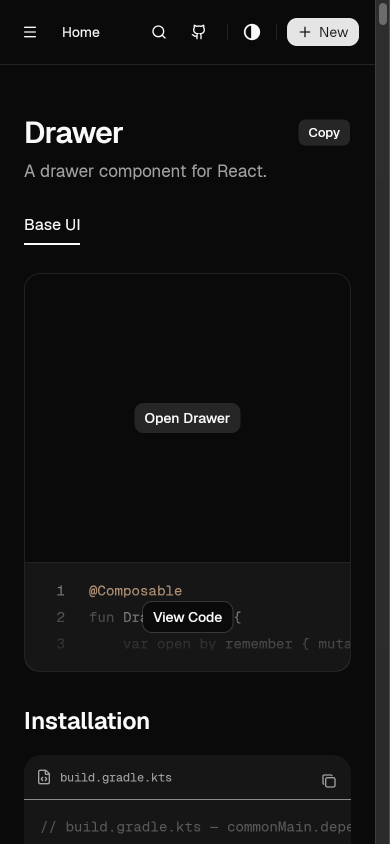 Home
New
Drawer
Copy
A drawer component for React.
Base UI
Open Drawer
1 @Composable
2 fun Dra {
View Code
3 var open by remember { muta
Installation
build.gradle.kts
// build.gradle.kts — commonMain.depe